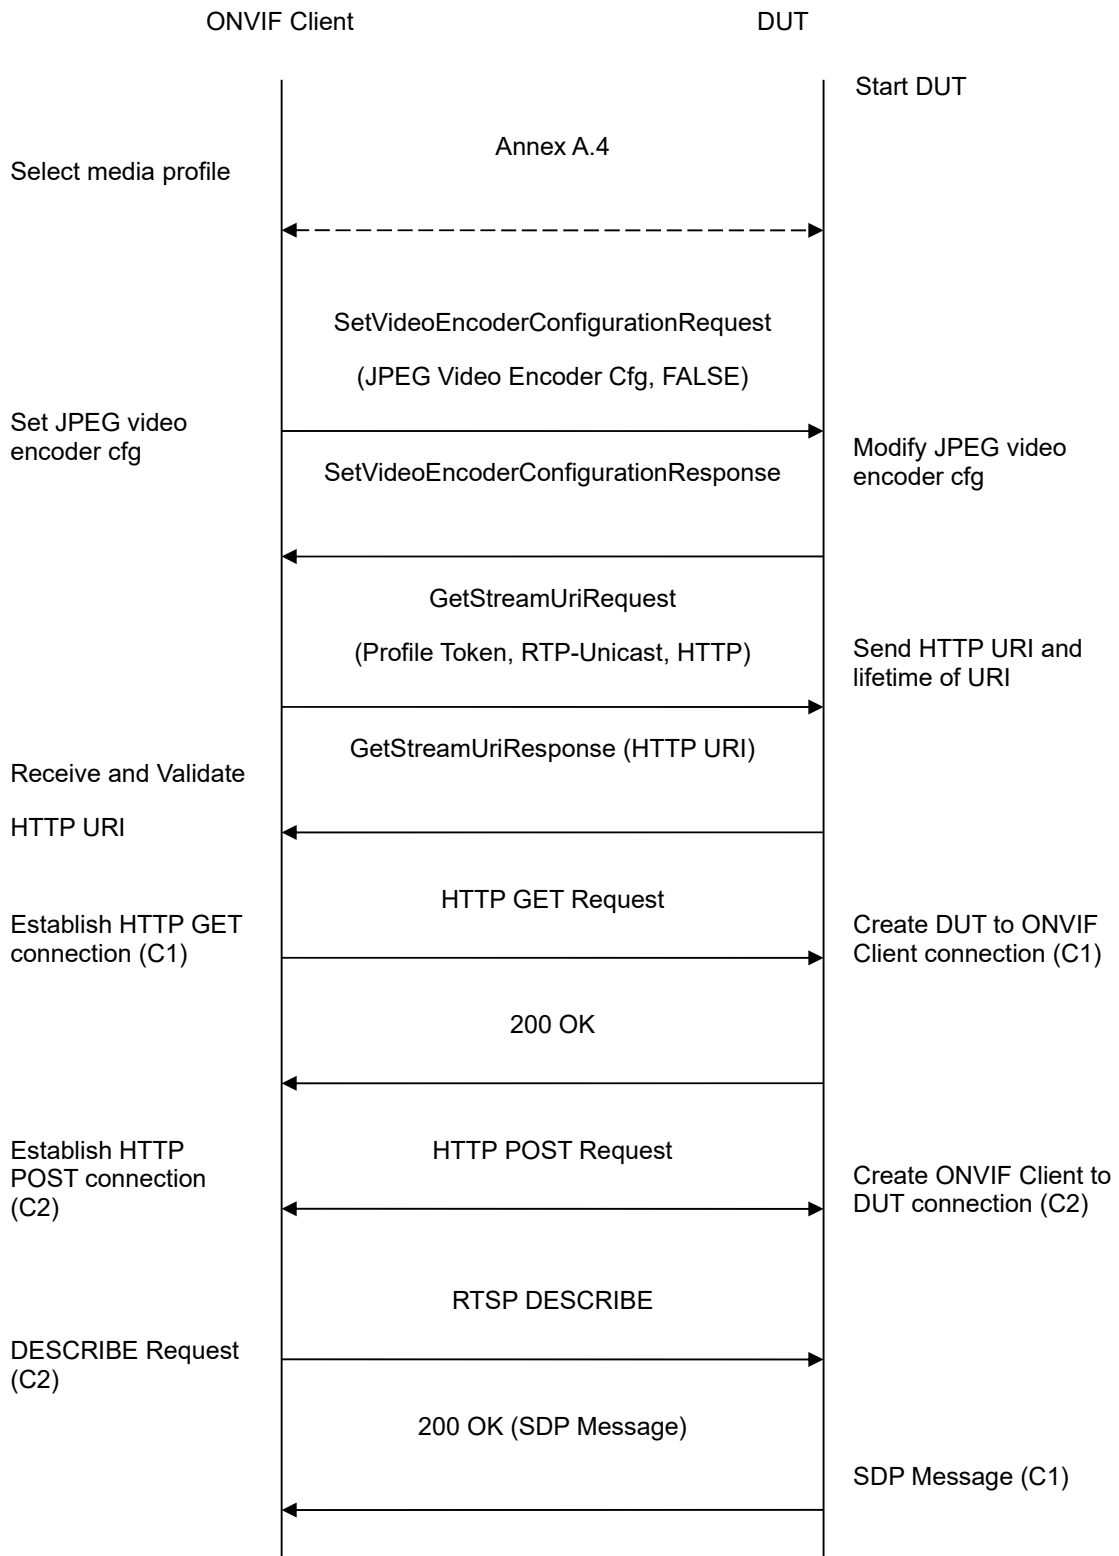 ONVIF Client
DUT
Start DUT
Annex A.4
Select media profile
SetVideoEncoderConfigurationRequest
(JPEG Video Encoder Cfg, FALSE)
Set JPEG video
encoder cfg
Modify JPEG video
encoder cfg
SetVideoEncoderConfigurationResponse
GetStreamUriRequest
(Profile Token, RTP-Unicast, HTTP)
Send HTTP URI and
lifetime of URI
GetStreamUriResponse (HTTP URI)
Receive and Validate
HTTP URI
HTTP GET Request
Establish HTTP GET
connection (C1)
Create DUT to ONVIF
Client connection (C1)
200 OK
Establish HTTP
POST connection
(C2)
HTTP POST Request
Create ONVIF Client to
DUT connection (C2)
RTSP DESCRIBE
DESCRIBE Request
(C2)
200 OK (SDP Message)
SDP Message (C1)